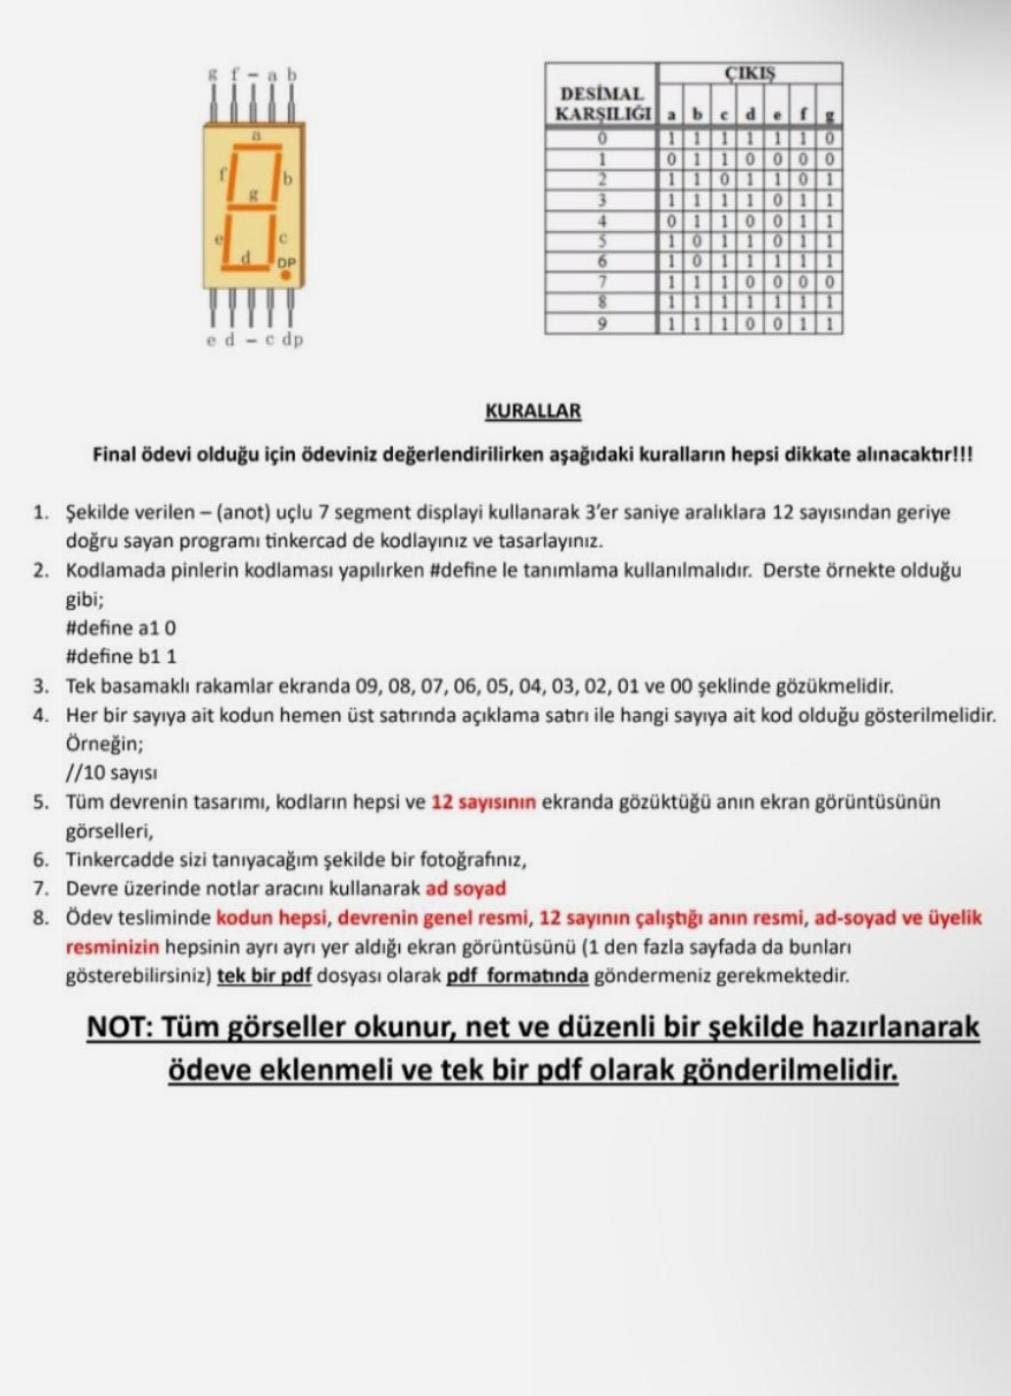 g f – a b
a
f
b
g
e
c
d
DP
e d – c dp
ÇIKIŞ
DESİMAL
KARŞILIĞI a b c d e f g
0 1 1 1 1 1 1 0
1 0 1 1 0 0 0 0
2 1 1 0 1 1 0 1
3 1 1 1 1 0 1 1
4 0 1 1 0 0 1 1
5 1 0 1 1 0 1 1
6 1 0 1 1 1 1 1
7 1 1 1 0 0 0 0
8 1 1 1 1 1 1 1
9 1 1 1 0 0 1 1
KURALLAR
Final ödevi olduğu için ödeviniz değerlendirilirken aşağıdaki kuralların hepsi dikkate alınacaktır!!!
1. Şekilde verilen – (anot) uçlu 7 segment displayi kullanarak 3’er saniye aralıklara 12 sayısından geriye
doğru sayan programı tinkercad de kodlayınız ve tasarlayınız.
2. Kodlamada pinlerin kodlaması yapılırken #define le tanımlama kullanılmalıdır. Derste örnekte olduğu
gibi;
#define a1 0
#define b1 1
3. Tek basamaklı rakamlar ekranda 09, 08, 07, 06, 05, 04, 03, 02, 01 ve 00 şeklinde gözükmelidir.
4. Her bir sayıya ait kodun hemen üst satırında açıklama satırı ile hangi sayıya ait kod olduğu gösterilmelidir.
Örneğin;
//10 sayısı
5. Tüm devrenin tasarımı, kodların hepsi ve 12 sayısının ekranda gözüktüğü anın ekran görüntüsünün
görselleri,
6. Tinkercadde sizi tanıyacağım şekilde bir fotoğrafınız,
7. Devre üzerinde notlar aracını kullanarak ad soyad
8. Ödev tesliminde kodun hepsi, devrenin genel resmi, 12 sayının çalıştığı anın resmi, ad-soyad ve üyelik
resminizin hepsinin ayrı ayrı yer aldığı ekran görüntüsünü (1 den fazla sayfada da bunları
gösterebilirsiniz) tek bir pdf dosyası olarak pdf formatında göndermeniz gerekmektedir.
NOT: Tüm görseller okunur, net ve düzenli bir şekilde hazırlanarak
ödeve eklenmeli ve tek bir pdf olarak gönderilmelidir.